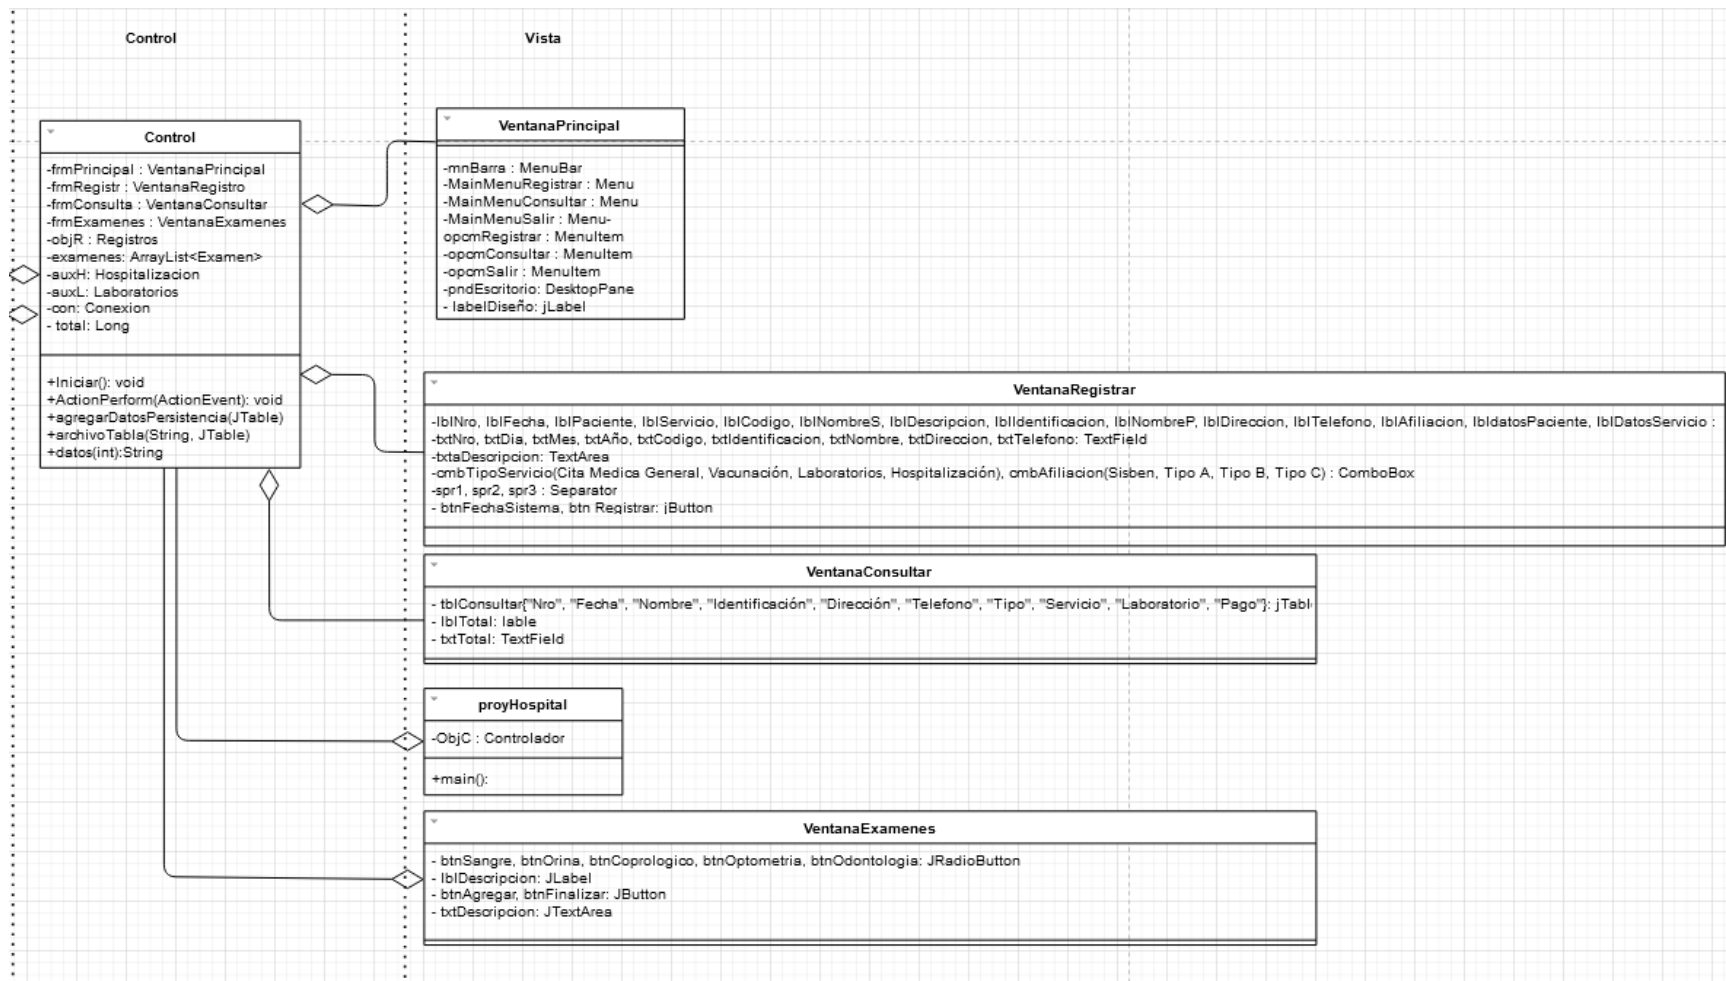 Control
Vista
Control
-frmPrincipal : VentanaPrincipal
-frmRegistr : VentanaRegistro
-frmConsulta : VentanaConsultar
-frmExamenes : VentanaExamenes
-objR : Registros
-examenes: ArrayList<Examen>
-auxH: Hospitalizacion
-auxL: Laboratorios
-con: Conexion
- total: Long
+Iniciar(): void
+ActionPerform(ActionEvent): void
+agregarDatosPersistencia(JTable)
+archivoTabla(String, JTable)
+datos(int):String
VentanaPrincipal
-mnBarra : MenuBar
-MainMenuRegistrar : Menu
-MainMenuConsultar : Menu
-MainMenuSalir : Menu-
opcmRegistrar : MenuItem
-opcmConsultar : MenuItem
-opcmSalir : MenuItem
-pndEscritorio: DesktopPane
- labelDiseño: jLabel
VentanaRegistrar
-lblNro, lblFecha, lblPaciente, lblServicio, lblCodigo, lblNombreS, lblDescripcion, lblIdentificacion, lblNombreP, lblDireccion, lblTelefono, lblAfiliacion, lbldatosPaciente, lblDatosServicio :
-txtNro, txtDia, txtMes, txtAño, txtCodigo, txtIdentificacion, txtNombre, txtDireccion, txtTelefono: TextField
-txtaDescripcion: TextArea
-cmbTipoServicio(Cita Medica General, Vacunación, Laboratorios, Hospitalización), cmbAfiliacion(Sisben, Tipo A, Tipo B, Tipo C) : ComboBox
-spr1, spr2, spr3 : Separator
- btnFechaSistema, btn Registrar: jButton
VentanaConsultar
- tblConsultar{"Nro", "Fecha", "Nombre", "Identificación", "Dirección", "Telefono", "Tipo", "Servicio", "Laboratorio", "Pago"}: jTabl
- lblTotal: lable
- txtTotal: TextField
proyHospital
-ObjC : Controlador
+main():
VentanaExamenes
- btnSangre, btnOrina, btnCoprologico, btnOptometria, btnOdontologia: JRadioButton
- lblDescripcion: JLabel
- btnAgregar, btnFinalizar: JButton
- txtDescripcion: JTextArea